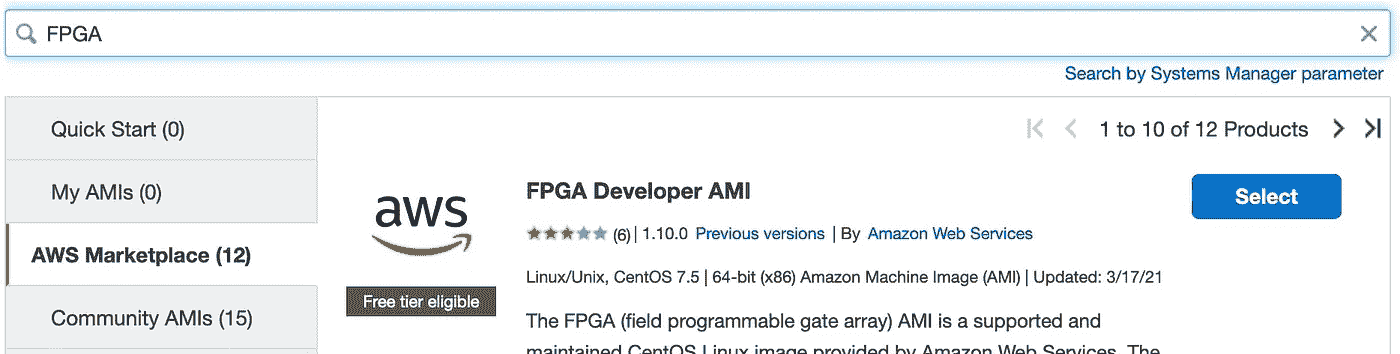 FPGA
Search by Systems Manager parameter
Quick Start (0)
My AMIs (0)
AWS Marketplace (12)
Community AMIs (15)
1 to 10 of 12 Products
aws
Free tier eligible
FPGA Developer AMI
Select
(6) | 1.10.0 Previous versions | By Amazon Web Services
Linux/Unix, CentOS 7.5 | 64-bit (x86) Amazon Machine Image (AMI) | Updated: 3/17/21
The FPGA (field programmable gate array) AMI is a supported and
maintained CentOS Linux image provided by Amazon Web Services. The